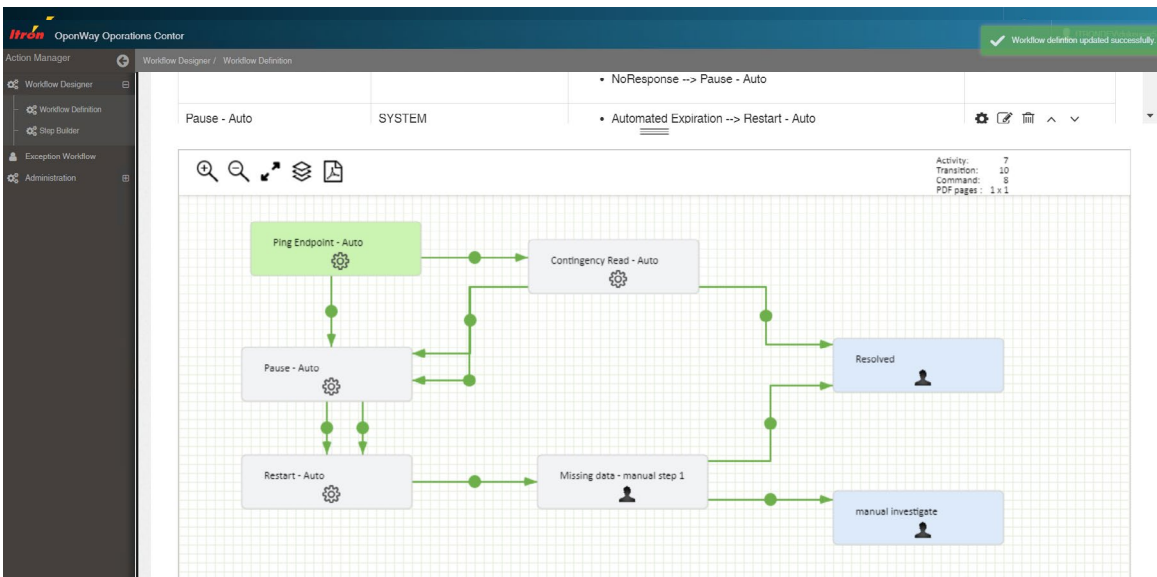 Itron OpenWay Operations Center
Workflow defintion updated successfully.
Action Manager
Workflow Designer / Workflow Definition
Workflow Designer
Workflow Definition
Step Builder
Exception Workflow
Administration
• NoResponse --> Pause - Auto
Pause - Auto SYSTEM • Automated Expiration --> Restart - Auto
Activity: 7
Transition: 10
Command: 8
PDF pages : 1 x 1
Ping Endpoint - Auto
Contingency Read - Auto
Pause - Auto
Resolved
Restart - Auto
Missing data - manual step 1
manual investigate